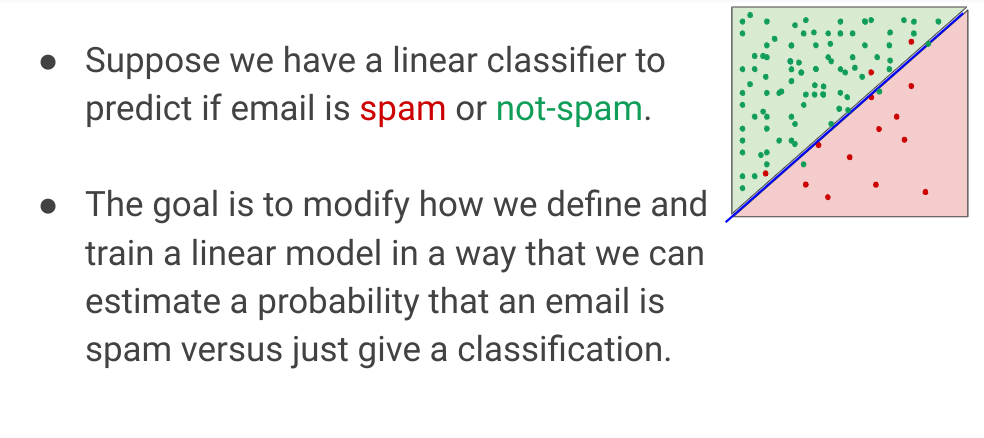 ● Suppose we have a linear classifier to
predict if email is spam or not-spam.
● The goal is to modify how we define and
train a linear model in a way that we can
estimate a probability that an email is
spam versus just give a classification.